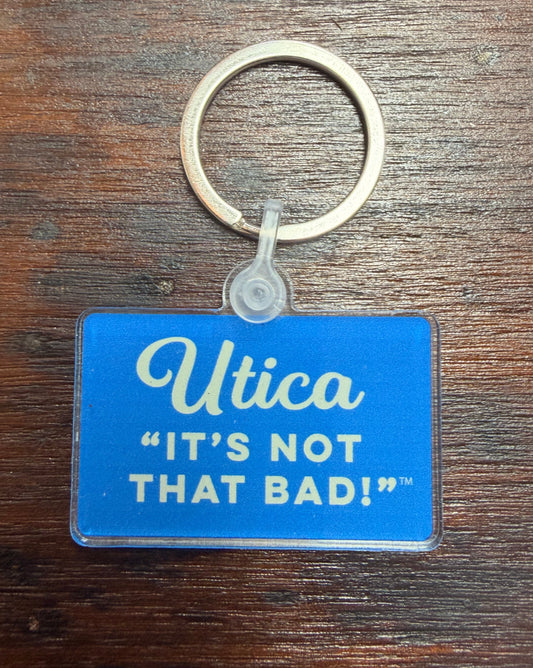 Utica
“IT’S NOT
THAT BAD!”™